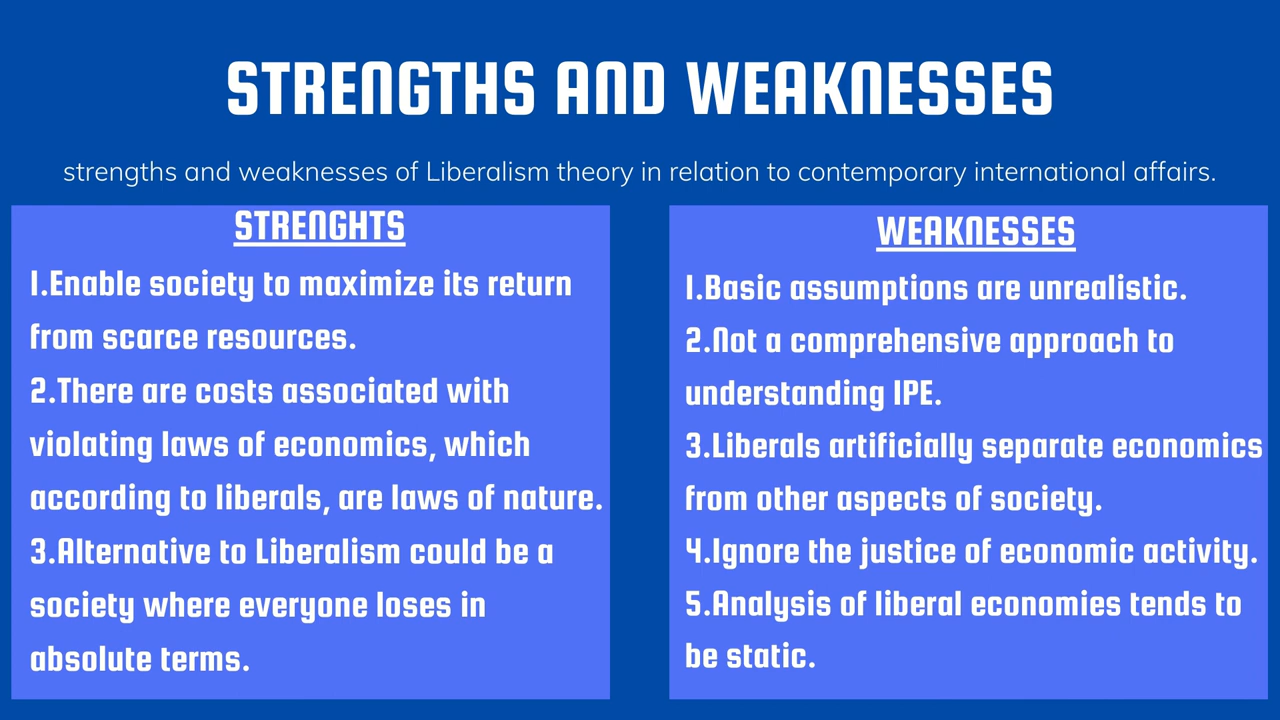 STRENGTHS AND WEAKNESSES
strengths and weaknesses of Liberalism theory in relation to contemporary international affairs.
STRENGHTS
1.Enable society to maximize its return
from scarce resources.
2.There are costs associated with
violating laws of economics, which
according to liberals, are laws of nature.
3.Alternative to Liberalism could be a
society where everyone loses in
absolute terms.
WEAKNESSES
1.Basic assumptions are unrealistic.
2.Not a comprehensive approach to
understanding IPE.
3.Liberals artificially separate economics
from other aspects of society.
4.Ignore the justice of economic activity.
5.Analysis of liberal economies tends to
be static.